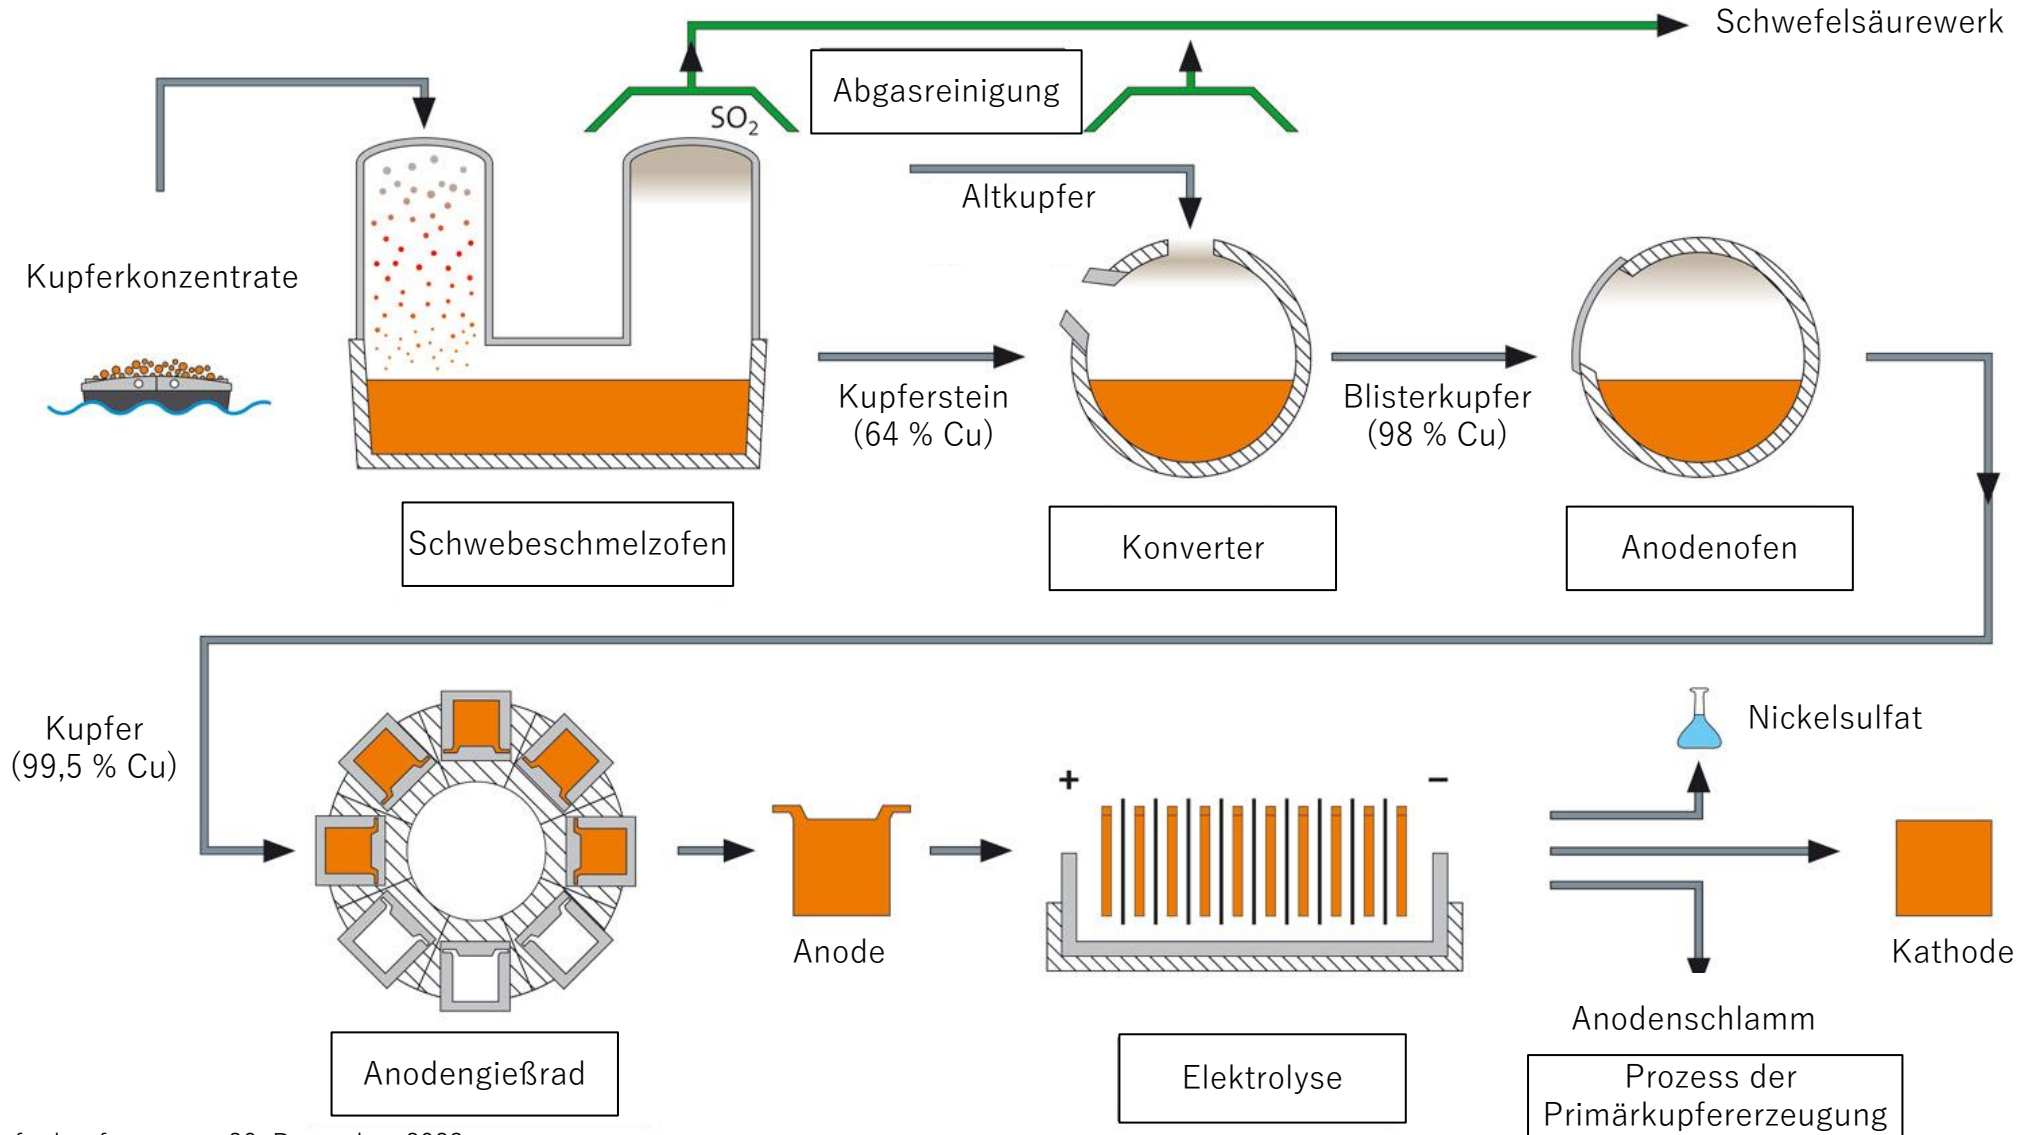 Schwefelsäurewerk
Abgasreinigung
SO₂
Altkupfer
Kupferkonzentrate
Kupferstein
(64 % Cu)
Blisterkupfer
(98 % Cu)
Schwebeschmelzofen
Konverter
Anodenofen
Kupfer
(99,5 % Cu)
Nickelsulfat
+
−
Anode
Kathode
Anodenschlamm
Anodengießrad
Elektrolyse
Prozess der
Primärkupfererzeugung